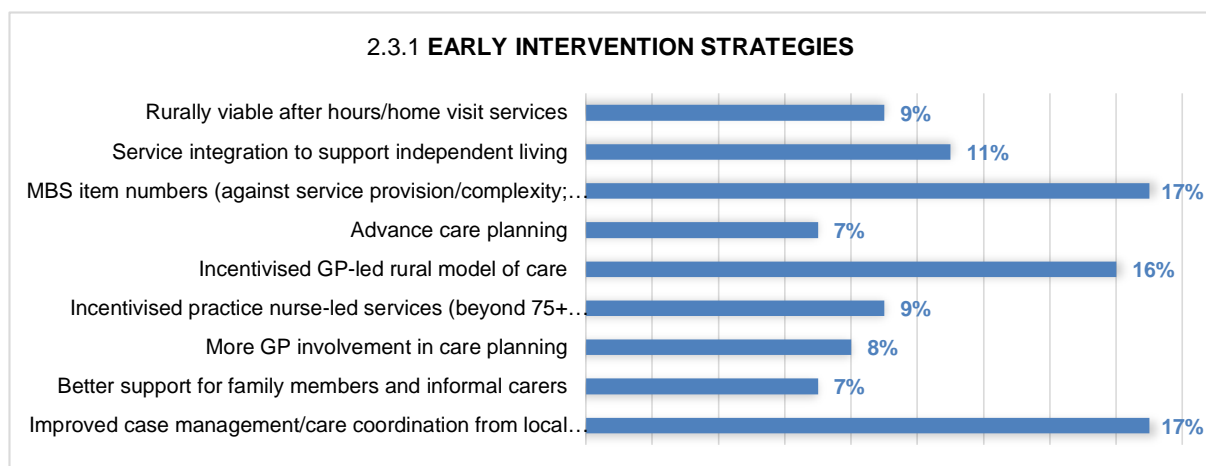 2.3.1 EARLY INTERVENTION STRATEGIES
Rurally viable after hours/home visit services 9%
Service integration to support independent living 11%
MBS item numbers (against service provision/complexity;… 17%
Advance care planning 7%
Incentivised GP-led rural model of care 16%
Incentivised practice nurse-led services (beyond 75+… 9%
More GP involvement in care planning 8%
Better support for family members and informal carers 7%
Improved case management/care coordination from local… 17%